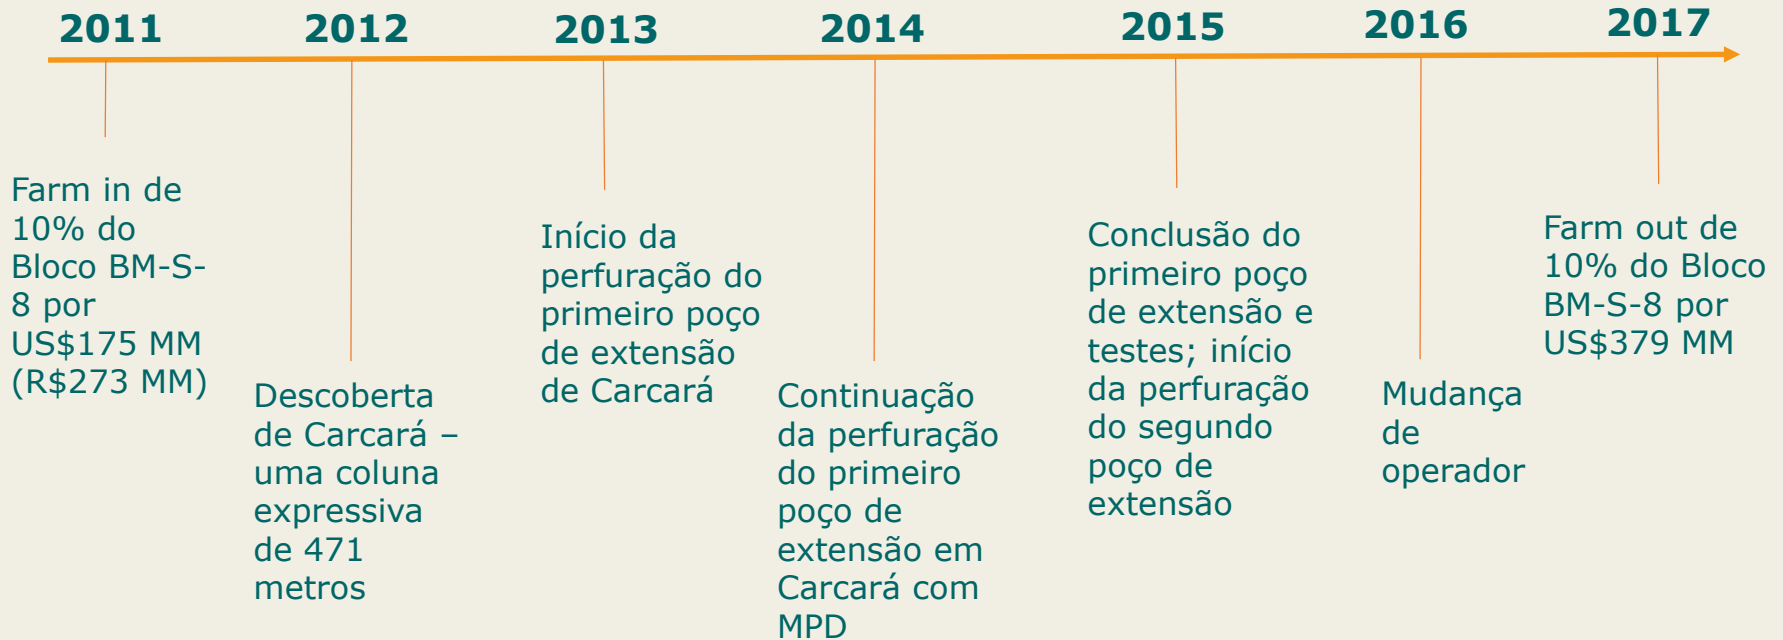 2011
2012
2013
2014
2015
2016
2017
Farm in de
10% do
Bloco BM-S-
8 por
US$175 MM
(R$273 MM)
Descoberta
de Carcará –
uma coluna
expressiva
de 471
metros
Início da
perfuração do
primeiro poço
de extensão
de Carcará
Continuação
da perfuração
do primeiro
poço de
extensão em
Carcará com
MPD
Conclusão do
primeiro poço
de extensão e
testes; início
da perfuração
do segundo
poço de
extensão
Mudança
de
operador
Farm out de
10% do Bloco
BM-S-8 por
US$379 MM